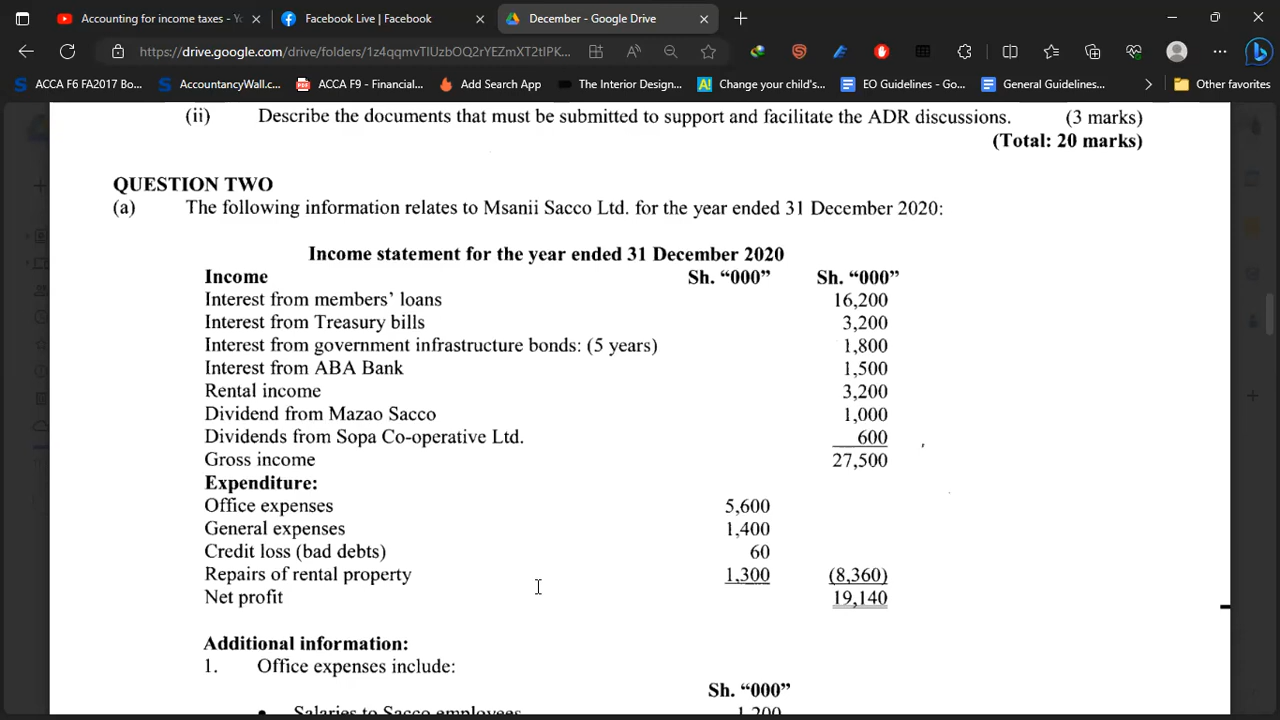 Accounting for income taxes - Yo
Facebook Live | Facebook
December - Google Drive
https://drive.google.com/drive/folders/1z4qqmvTIUzbOQ2rYEZmXT2tIPK...
ACCA F6 FA2017 Bo...
AccountancyWall.c...
ACCA F9 - Financial...
Add Search App
The Interior Design...
Change your child's...
EO Guidelines - Go...
General Guidelines...
Other favorites
(ii) Describe the documents that must be submitted to support and facilitate the ADR discussions. (3 marks)
(Total: 20 marks)
QUESTION TWO
(a) The following information relates to Msanii Sacco Ltd. for the year ended 31 December 2020:
Income statement for the year ended 31 December 2020
Income Sh. “000” Sh. “000”
Interest from members’ loans 16,200
Interest from Treasury bills 3,200
Interest from government infrastructure bonds: (5 years) 1,800
Interest from ABA Bank 1,500
Rental income 3,200
Dividend from Mazao Sacco 1,000
Dividends from Sopa Co-operative Ltd. 600
Gross income 27,500
Expenditure:
Office expenses 5,600
General expenses 1,400
Credit loss (bad debts) 60
Repairs of rental property 1,300 (8,360)
Net profit 19,140
Additional information:
1. Office expenses include:
Sh. “000”
• Salaries to Sacco employees 1,200